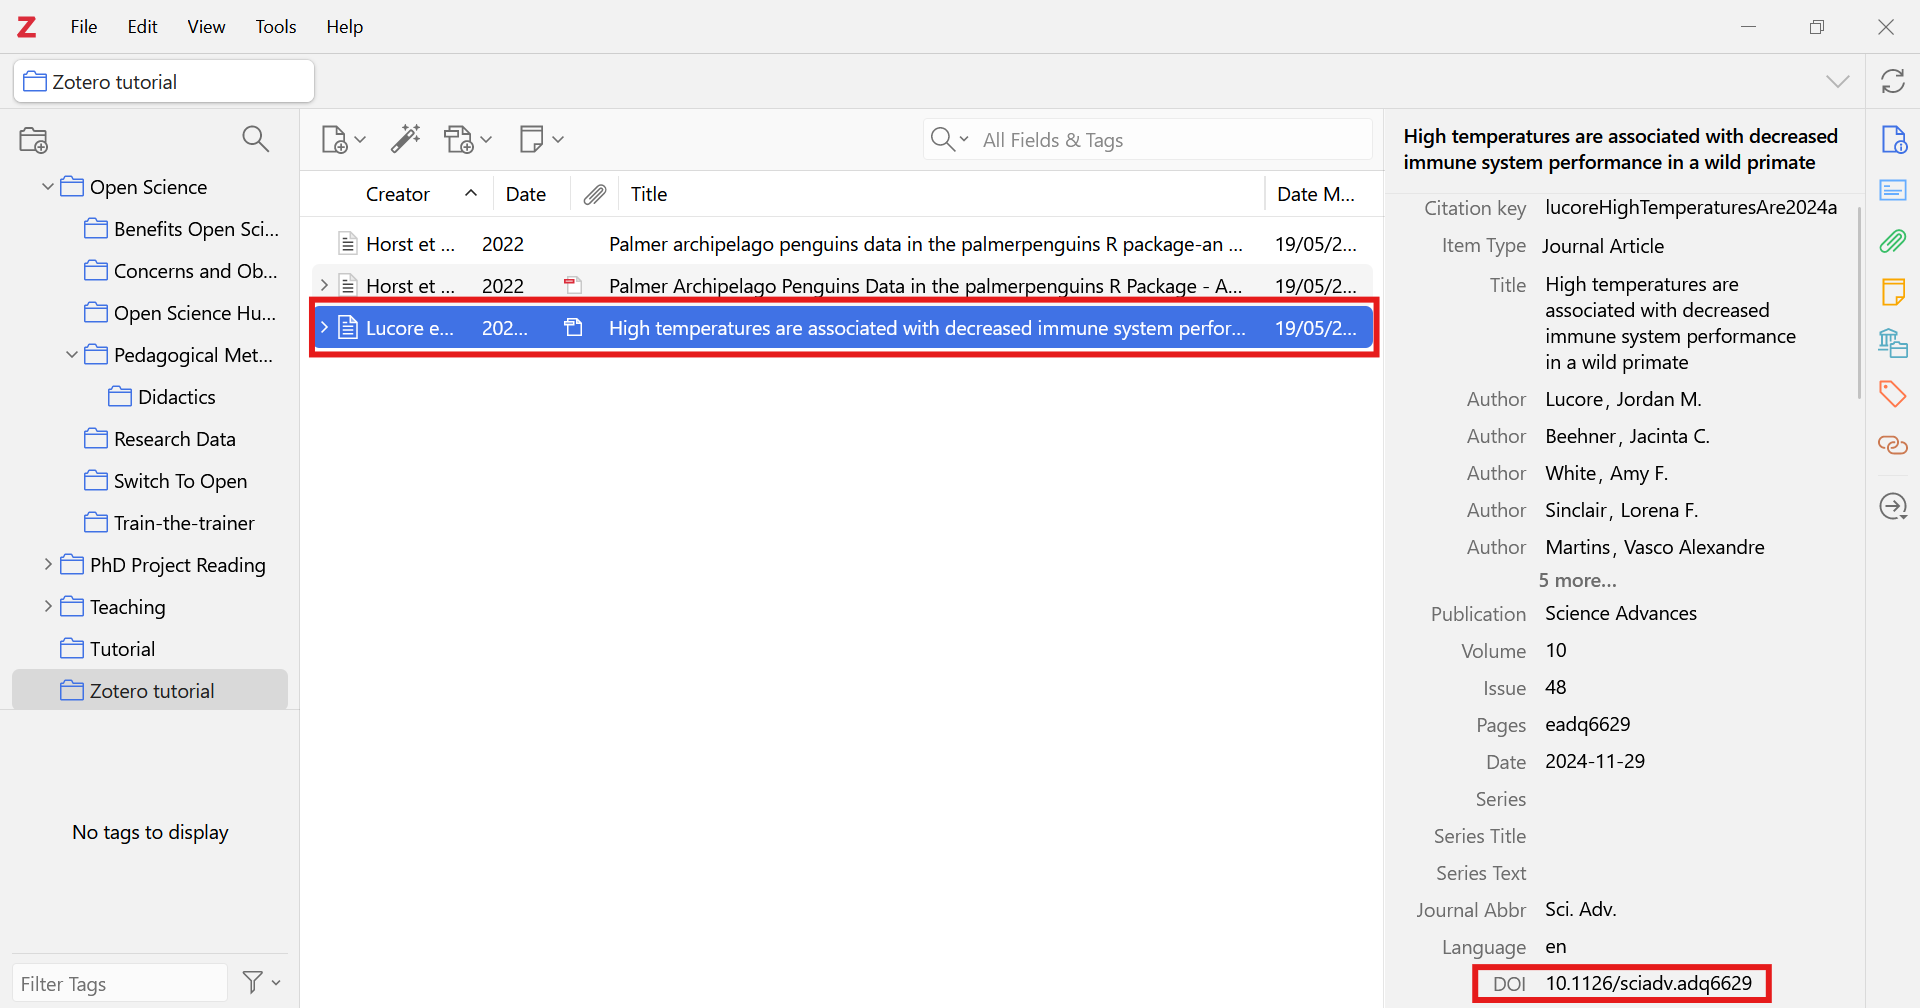 Z File Edit View Tools Help
Zotero tutorial
All Fields & Tags
Open Science
Benefits Open Sci...
Concerns and Ob...
Open Science Hu...
Pedagogical Met...
Didactics
Research Data
Switch To Open
Train-the-trainer
PhD Project Reading
Teaching
Tutorial
Zotero tutorial
No tags to display
Filter Tags
Creator Date Title Date M...
Horst et ... 2022 Palmer archipelago penguins data in the palmerpenguins R package-an ... 19/05/2...
Horst et ... 2022 Palmer Archipelago Penguins Data in the palmerpenguins R Package - A... 19/05/2...
Lucore e... 202... High temperatures are associated with decreased immune system perfor... 19/05/2...
High temperatures are associated with decreased
immune system performance in a wild primate
Citation key lucoreHighTemperaturesAre2024a
Item Type Journal Article
Title High temperatures are
associated with decreased
immune system performance
in a wild primate
Author Lucore, Jordan M.
Author Beehner, Jacinta C.
Author White, Amy F.
Author Sinclair, Lorena F.
Author Martins, Vasco Alexandre
5 more...
Publication Science Advances
Volume 10
Issue 48
Pages eadq6629
Date 2024-11-29
Series
Series Title
Series Text
Journal Abbr Sci. Adv.
Language en
DOI 10.1126/sciadv.adq6629